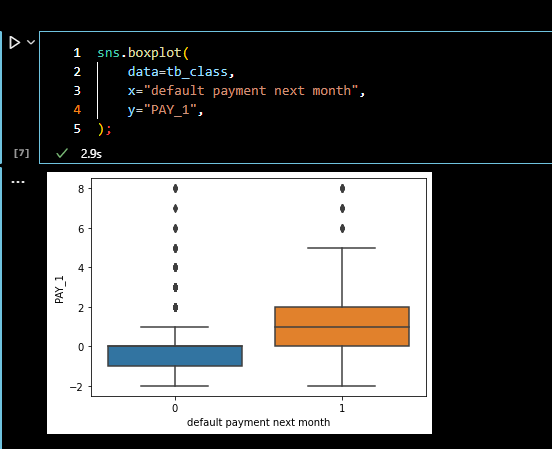 1 sns.boxplot(
2     data=tb_class,
3     x="default payment next month",
4     y="PAY_1",
5 );
[7] 2.9s
8
6
4
2
0
−2
PAY_1
0 1
default payment next month